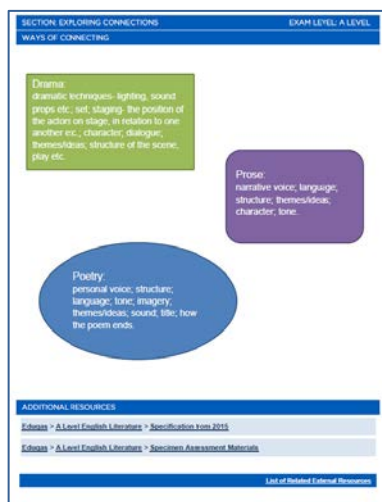 SECTION: EXPLORING CONNECTIONS EXAM LEVEL: A LEVEL
WAYS OF CONNECTING
Drama:
dramatic techniques- lighting, sound
props etc; set; staging- the position of
the actors on stage, in relation to one
another ex.; character; dialogue;
themes/ideas; structure of the scene,
play etc.
Prose:
narrative voice; language;
structure; themes/ideas;
character; tone.
Poetry:
personal voice; structure;
language; tone; imagery;
themes/ideas; sound; title; how
the poem ends.
ADDITIONAL RESOURCES
Eduqas > A Level English Literature > Specification from 2015
Eduqas > A Level English Literature > Specimen Assessment Materials
List of Related External Resources